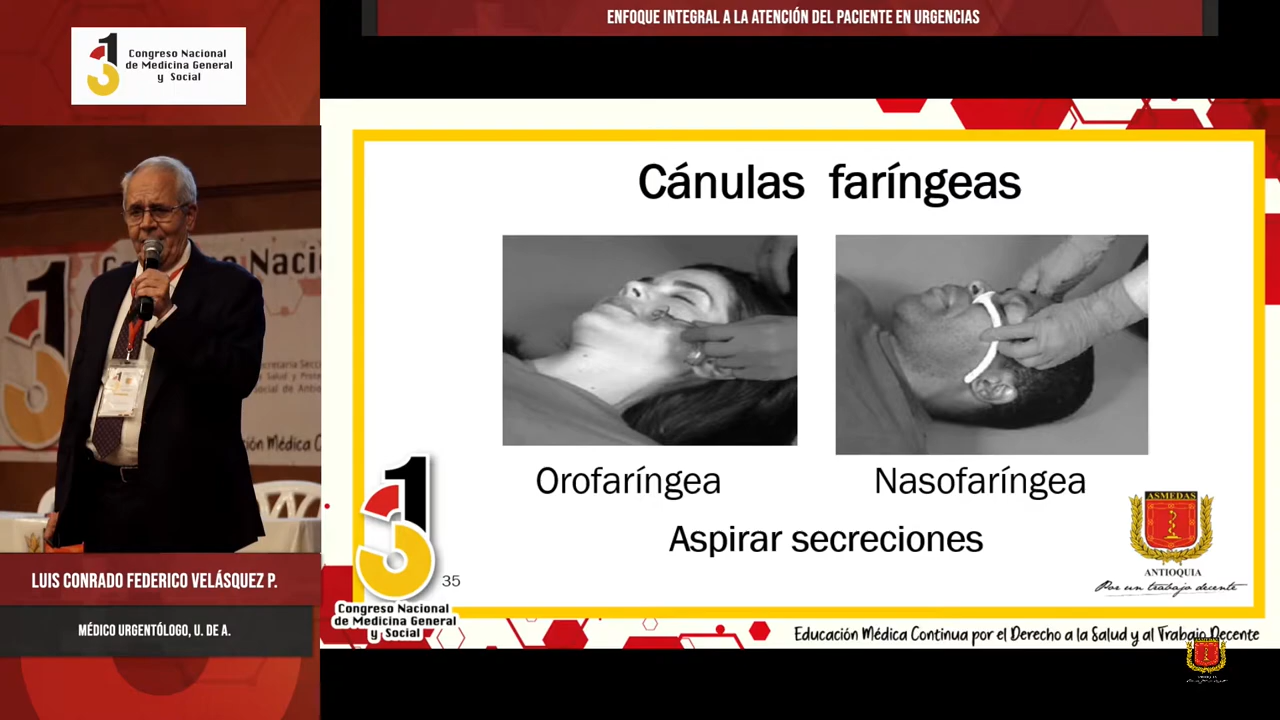 ENFOQUE INTEGRAL A LA ATENCIÓN DEL PACIENTE EN URGENCIAS
13
Congreso Nacional
de Medicina General
y Social
Cánulas faríngeas
Orofaríngea
Nasofaríngea
Aspirar secreciones
35
13
Congreso Nacional
de Medicina General
y Social
ASMEDAS
ANTIOQUIA
Por un trabajo decente
Educación Médica Continua por el Derecho a la Salud y al Trabajo Decente
LUIS CONRADO FEDERICO VELÁSQUEZ P.
MÉDICO URGENTÓLOGO, U. DE A.